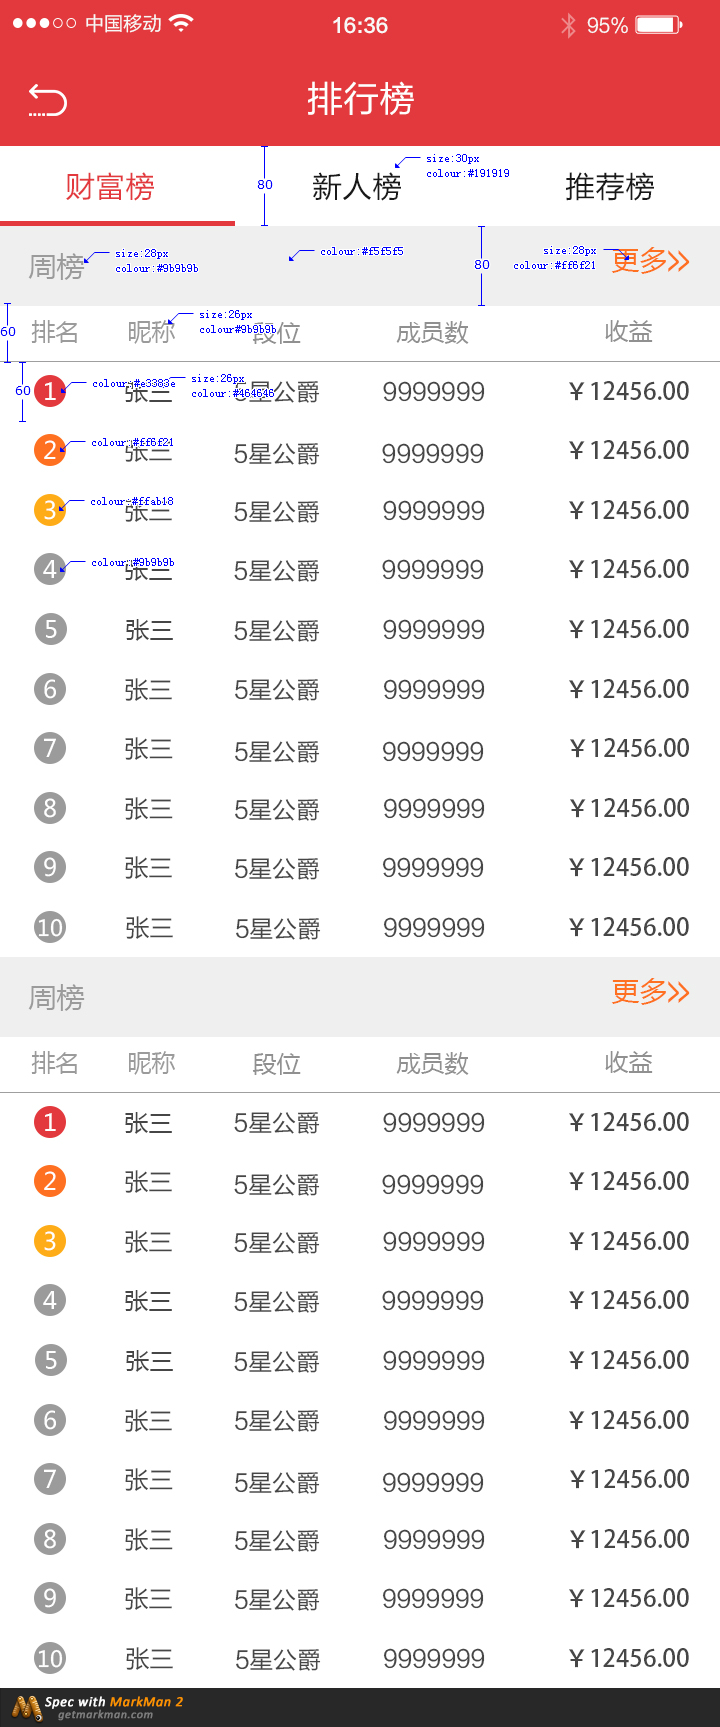 中国移动 16:36 95%
排行榜
财富榜 新人榜 推荐榜
size:30px
colour:#191919
80
周榜 更多
size:28px
colour:#9b9b9b
colour:#f5f5f5
80
size:28px
colour:#ff6f21
60
排名 昵称 段位 成员数 收益
size:26px
colour:#9b9b9b
60
1 张三 5星公爵 9999999 ¥12456.00
colour:#e3383e
size:26px
colour:#464646
2 张三 5星公爵 9999999 ¥12456.00
colour:#ff6f21
3 张三 5星公爵 9999999 ¥12456.00
colour:#ffab18
4 张三 5星公爵 9999999 ¥12456.00
colour:#9b9b9b
5 张三 5星公爵 9999999 ¥12456.00
6 张三 5星公爵 9999999 ¥12456.00
7 张三 5星公爵 9999999 ¥12456.00
8 张三 5星公爵 9999999 ¥12456.00
9 张三 5星公爵 9999999 ¥12456.00
10 张三 5星公爵 9999999 ¥12456.00
周榜 更多
排名 昵称 段位 成员数 收益
1 张三 5星公爵 9999999 ¥12456.00
2 张三 5星公爵 9999999 ¥12456.00
3 张三 5星公爵 9999999 ¥12456.00
4 张三 5星公爵 9999999 ¥12456.00
5 张三 5星公爵 9999999 ¥12456.00
6 张三 5星公爵 9999999 ¥12456.00
7 张三 5星公爵 9999999 ¥12456.00
8 张三 5星公爵 9999999 ¥12456.00
9 张三 5星公爵 9999999 ¥12456.00
10 张三 5星公爵 9999999 ¥12456.00
Spec with MarkMan 2
getmarkman.com